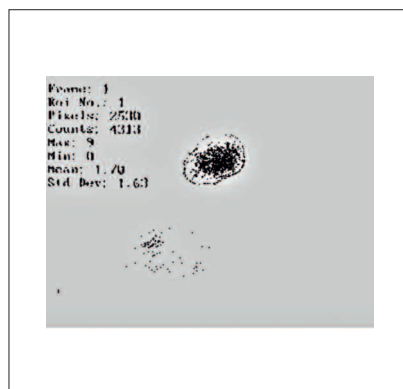 Frame: 1
Roi No.: 1
Pixels: 2530
Counts: 4313
Max: 9
Min: 0
Mean: 1.70
Std Dev: 1.63